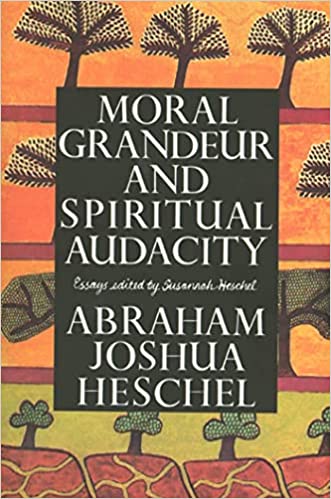 MORAL
GRANDEUR
AND
SPIRITUAL
AUDACITY
Essays edited by Susannah Heschel
ABRAHAM
JOSHUA
HESCHEL